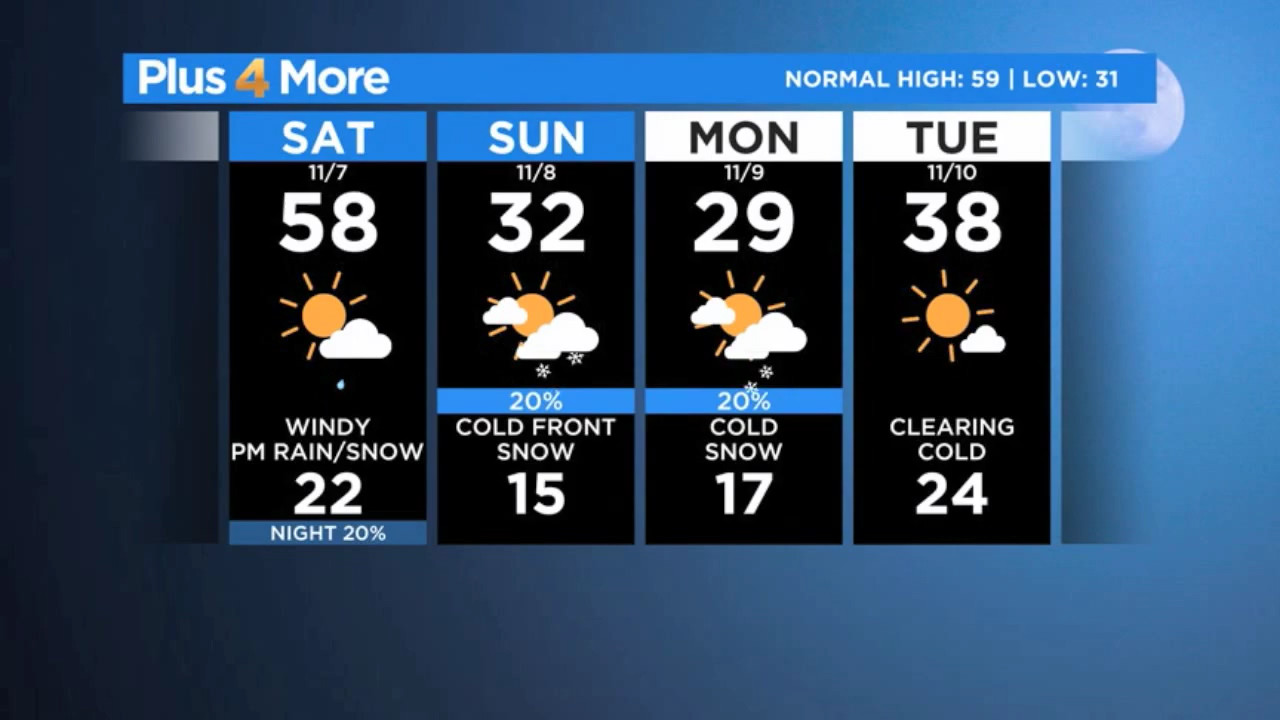 Plus 4 More
NORMAL HIGH: 59 | LOW: 31
SAT
11/7
58
WINDY
PM RAIN/SNOW
22
NIGHT 20%
SUN
11/8
32
20%
COLD FRONT
SNOW
15
MON
11/9
29
20%
COLD
SNOW
17
TUE
11/10
38
CLEARING
COLD
24